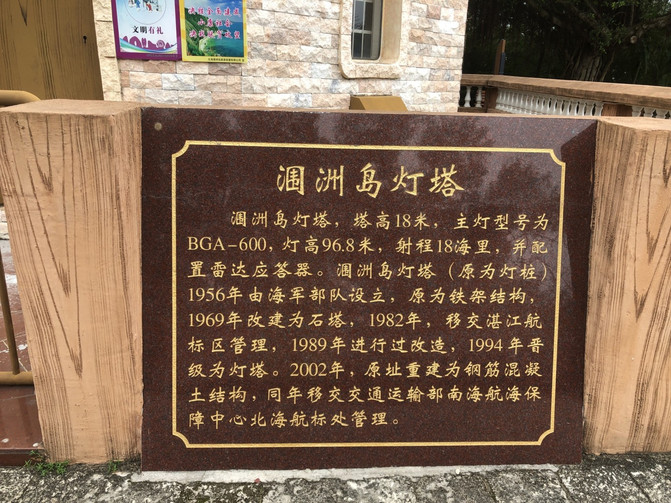 文明有礼
涠洲岛灯塔
涠洲岛灯塔，塔高18米，主灯型号为
BGA-600，灯高96.8米，射程18海里，并配
置雷达应答器。涠洲岛灯塔（原为灯桩）
1956年由海军部队设立，原为铁架结构，
1969年改建为石塔，1982年，移交湛江航
标区管理，1989年进行过改造，1994年晋
级为灯塔。2002年，原址重建为钢筋混凝
土结构，同年移交交通运输部南海航海保
障中心北海航标处管理。